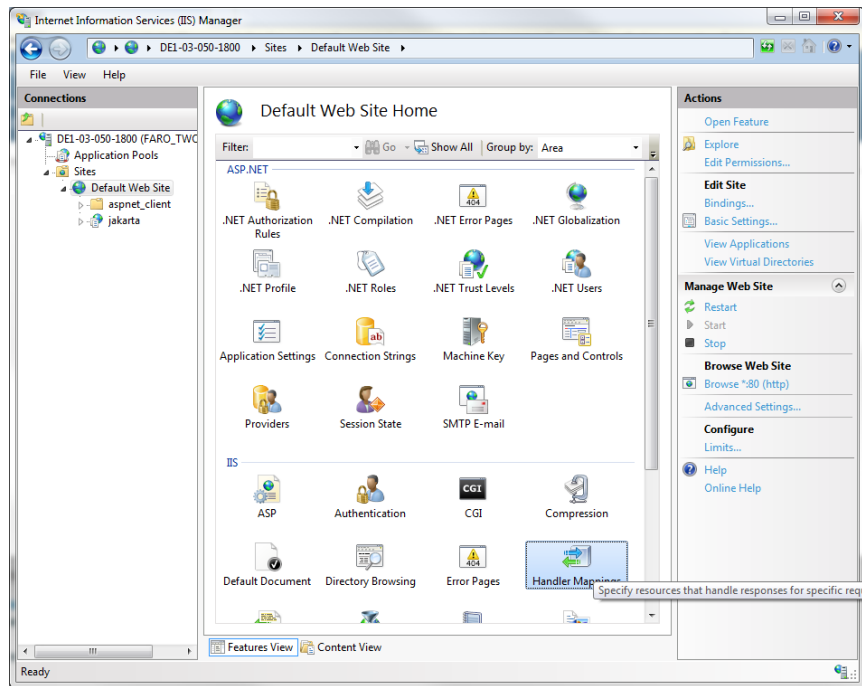 Internet Information Services (IIS) Manager
DE1-03-050-1800 Sites Default Web Site
File View Help
Connections
DE1-03-050-1800 (FARO_TWO
Application Pools
Sites
Default Web Site
aspnet_client
jakarta
Default Web Site Home
Filter: Go Show All Group by: Area
ASP.NET
.NET Authorization Rules
.NET Compilation
.NET Error Pages
.NET Globalization
.NET Profile
.NET Roles
.NET Trust Levels
.NET Users
Application Settings
Connection Strings
Machine Key
Pages and Controls
Providers
Session State
SMTP E-mail
IIS
ASP
Authentication
CGI
Compression
Default Document
Directory Browsing
Error Pages
Handler Mappings
Specify resources that handle responses for specific req
Features View Content View
Actions
Open Feature
Explore
Edit Permissions...
Edit Site
Bindings...
Basic Settings...
View Applications
View Virtual Directories
Manage Web Site
Restart
Start
Stop
Browse Web Site
Browse *:80 (http)
Advanced Settings...
Configure
Limits...
Help
Online Help
Ready